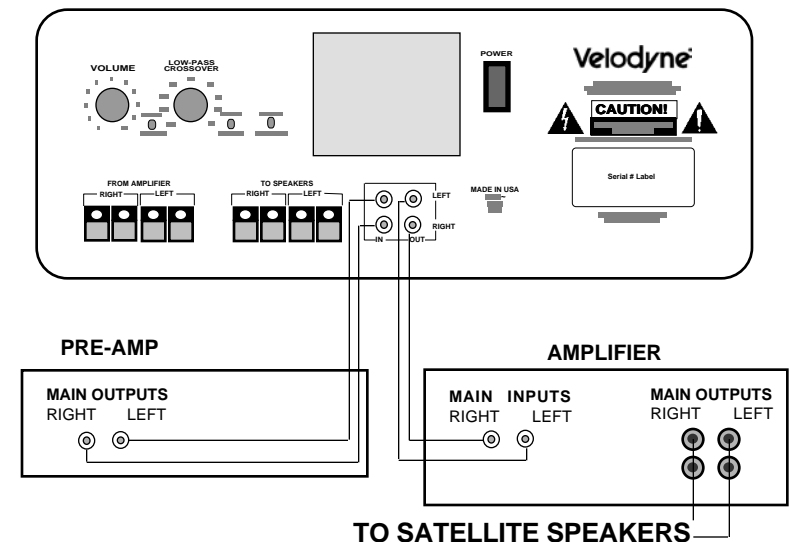 VOLUME
LOW-PASS
CROSSOVER
POWER
Velodyne
CAUTION!
Serial # Label
FROM AMPLIFIER
RIGHT LEFT
TO SPEAKERS
RIGHT LEFT
LEFT
RIGHT
IN OUT
MADE IN USA
PRE-AMP
MAIN OUTPUTS
RIGHT LEFT
AMPLIFIER
MAIN INPUTS
RIGHT LEFT
MAIN OUTPUTS
RIGHT LEFT
TO SATELLITE SPEAKERS